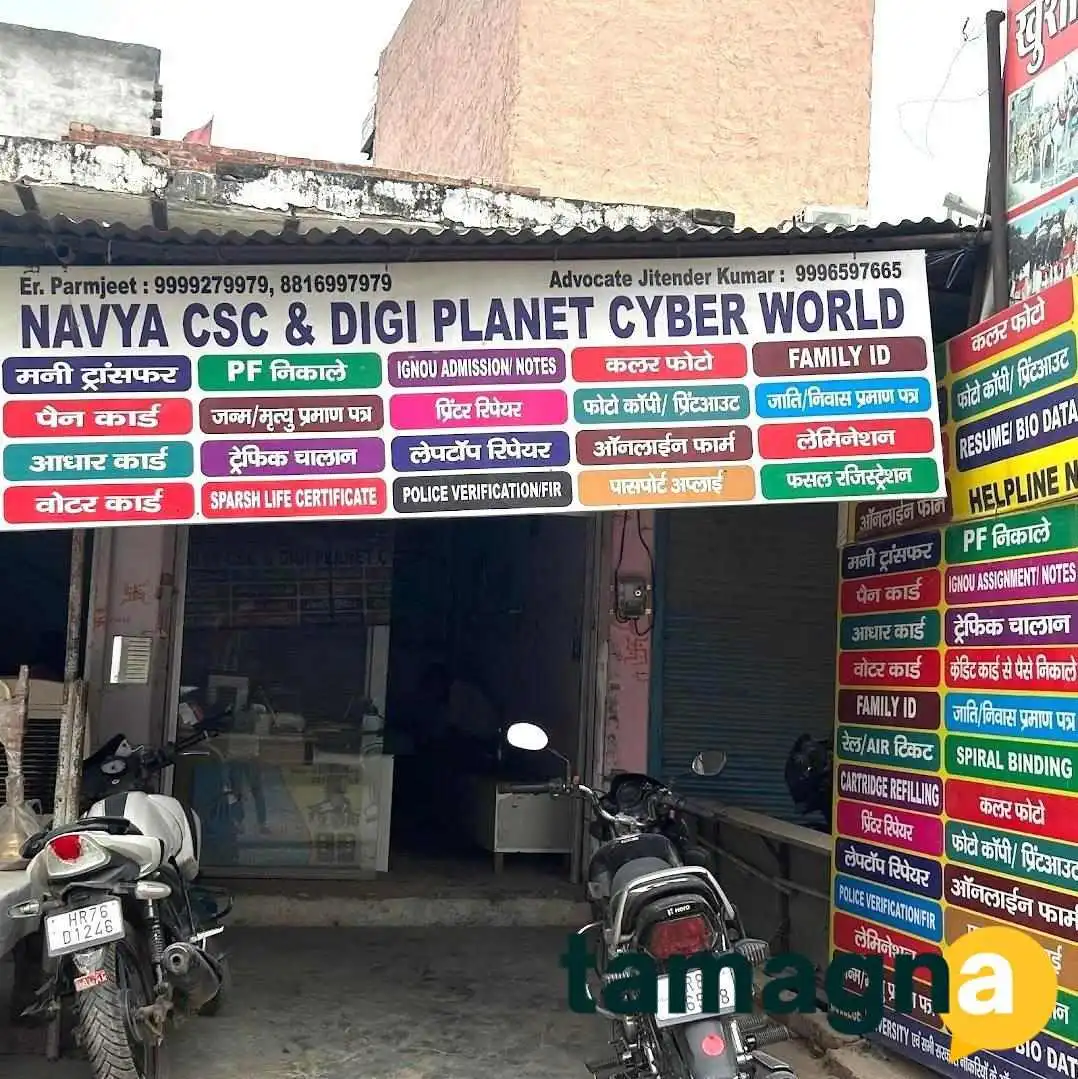 Er. Parmjeet : 9999279979, 8816997979
Advocate Jitender Kumar : 9996597665
NAVYA CSC & DIGI PLANET CYBER WORLD
मनी ट्रांसफर
PF निकाले
IGNOU ADMISSION/ NOTES
कलर फोटो
FAMILY ID
पैन कार्ड
जन्म/मृत्यु प्रमाण पत्र
प्रिंटर रिपेयर
फोटो कॉपी/ प्रिंटआउट
जाति/निवास प्रमाण पत्र
आधार कार्ड
ट्रेफिक चालान
लेपटॉप रिपेयर
ऑनलाईन फार्म
लेमिनेशन
वोटर कार्ड
SPARSH LIFE CERTIFICATE
POLICE VERIFICATION/FIR
पासपोर्ट अप्लाई
फसल रजिस्ट्रेशन
कलर फोटो
फोटो कॉपी/ प्रिंटआउट
RESUME/ BIO DATA
HELPLINE
ऑनलाईन फार्म
मनी ट्रांसफर
PF निकाले
पैन कार्ड
IGNOU ASSIGNMENT/ NOTES
आधार कार्ड
ट्रेफिक चालान
वोटर कार्ड
क्रेडिट कार्ड से पैसे निकाले
FAMILY ID
जाति/निवास प्रमाण पत्र
रेल/AIR टिकट
SPIRAL BINDING
CARTRIDGE REFILLING
कलर फोटो
प्रिंटर रिपेयर
फोटो कॉपी/ प्रिंटआउट
लेपटॉप रिपेयर
ऑनलाईन फार्म
POLICE VERIFICATION/FIR
लेमिनेशन
BIO DATA
HR76
D1246
Hero
tamagna